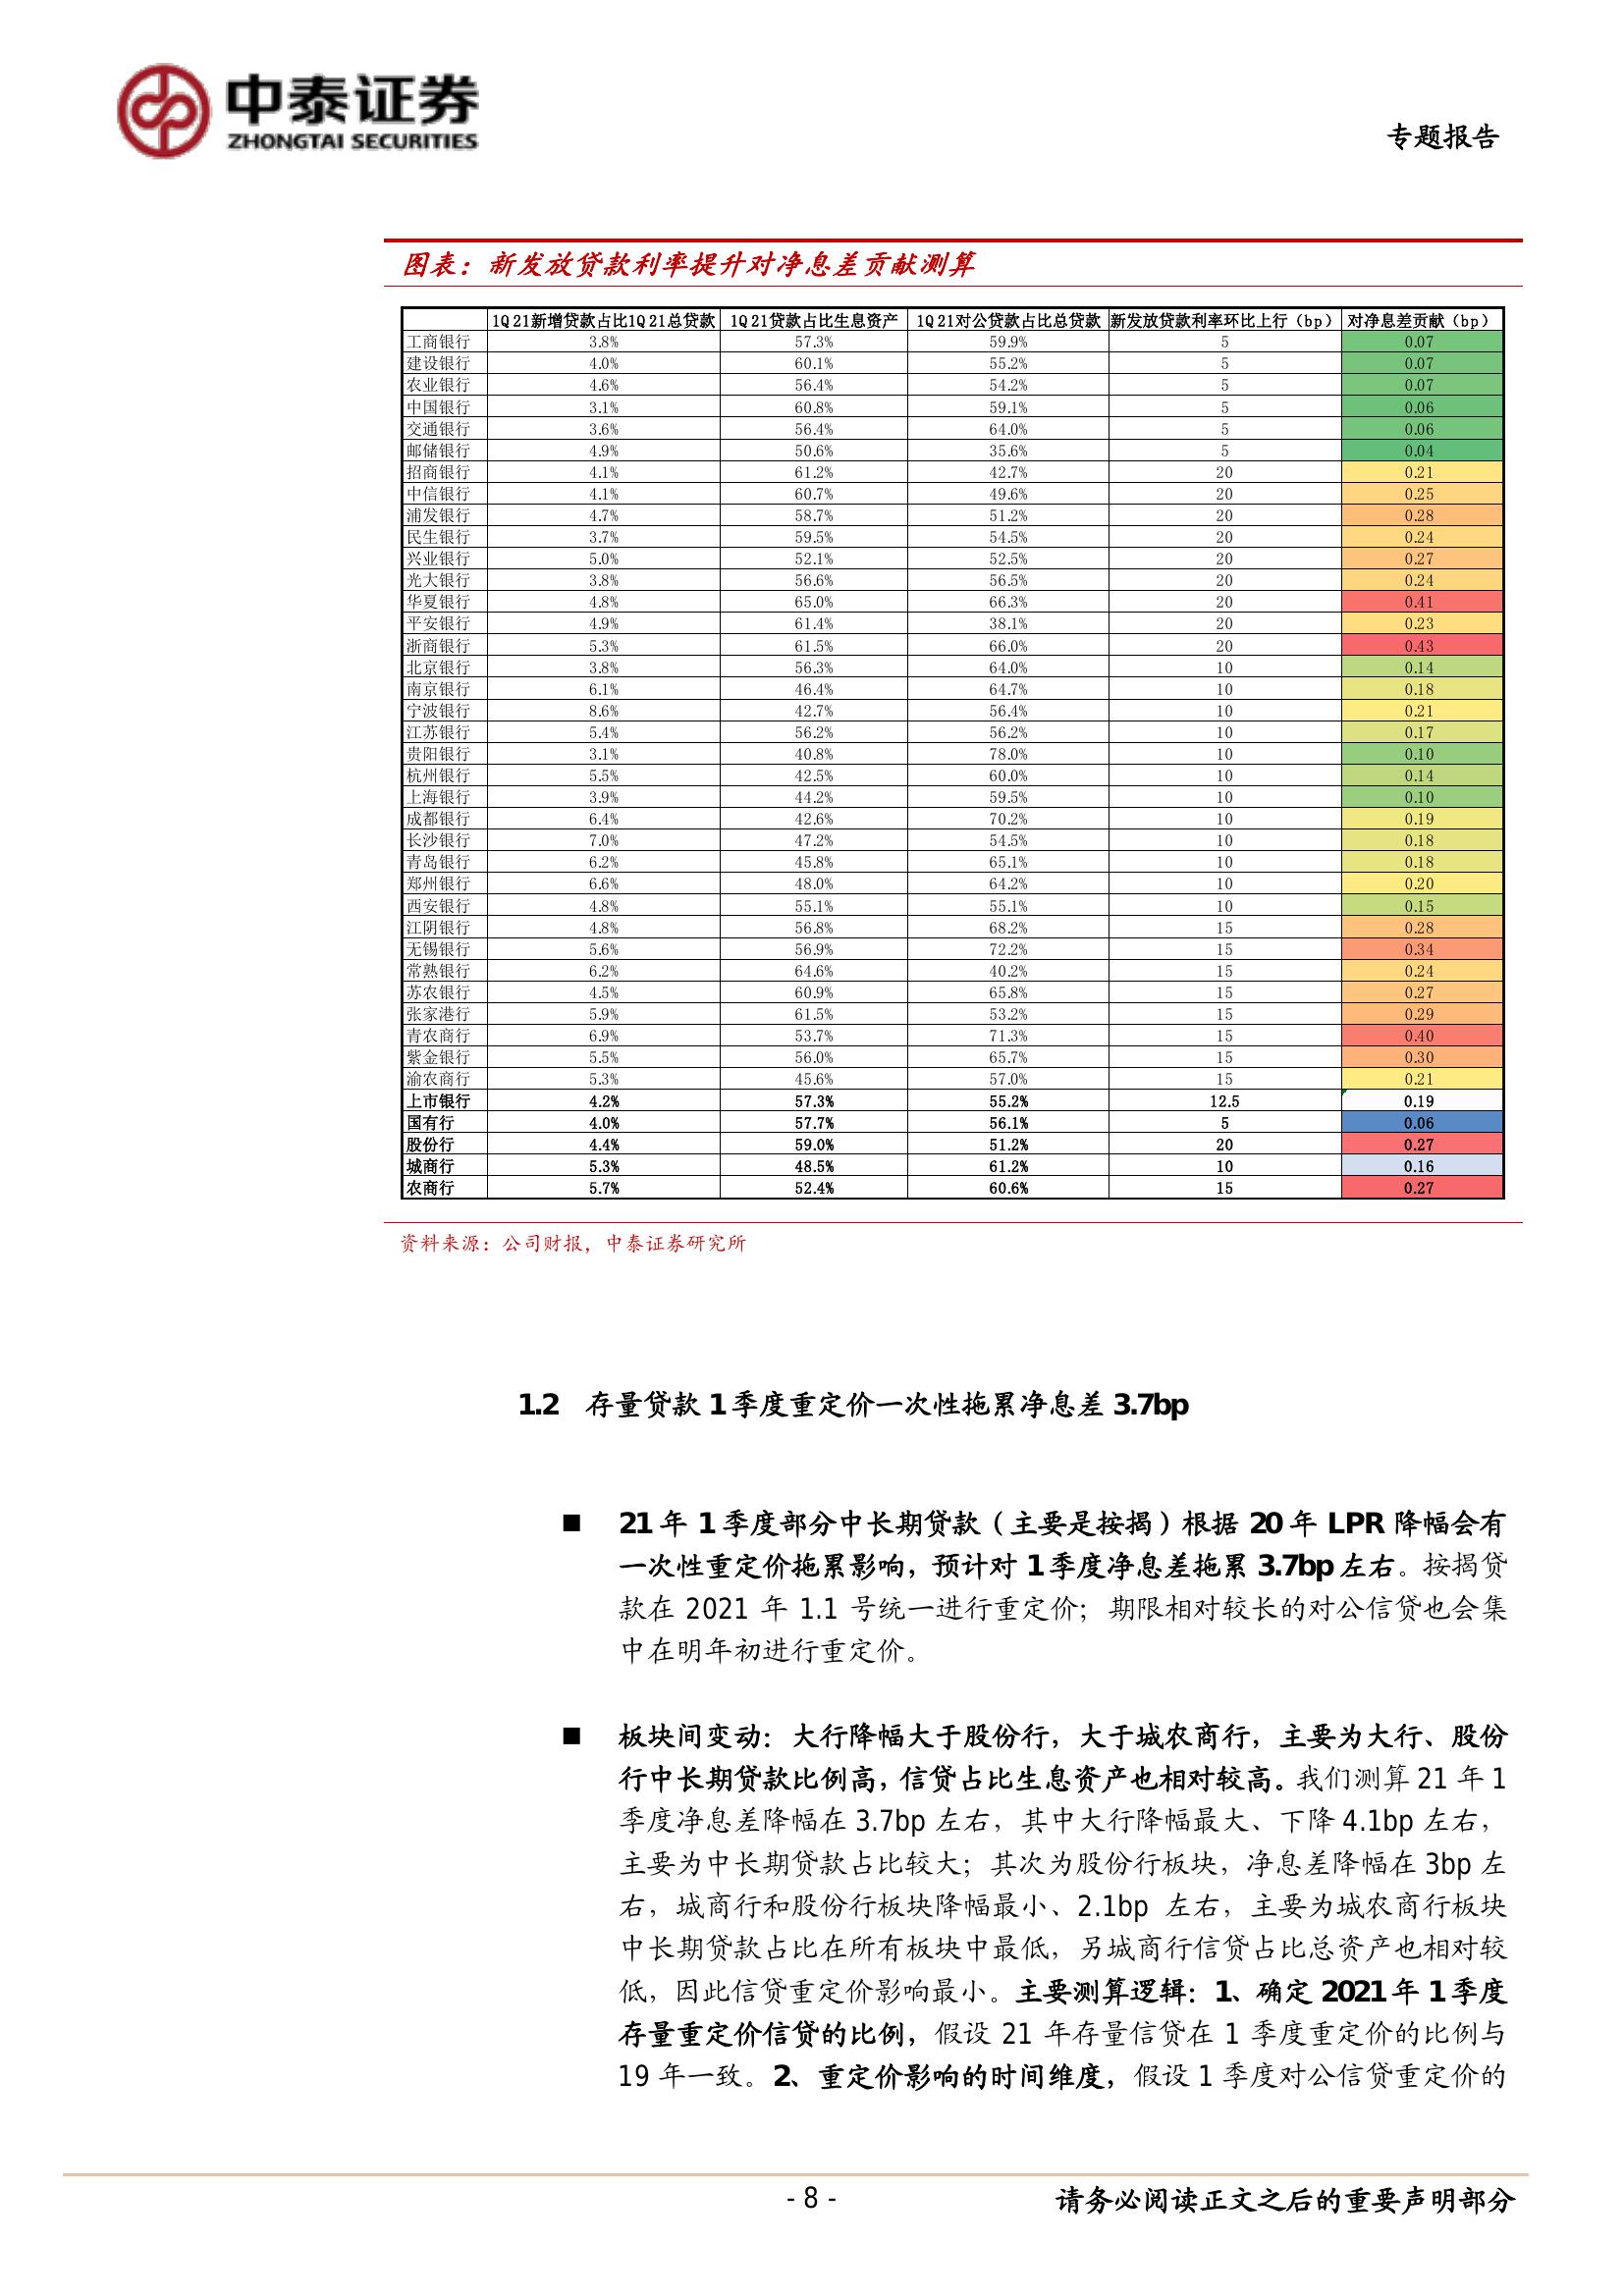 中泰证券
ZHONGTAI SECURITIES
专题报告
图表：新发放贷款利率提升对净息差贡献测算
1Q21新增贷款占比1Q21总贷款 1Q21贷款占比生息资产 1Q21对公贷款占比总贷款 新发放贷款利率环比上行（bp） 对净息差贡献（bp）
工商银行 3.8% 57.3% 59.9% 5 0.07
建设银行 4.0% 60.1% 55.2% 5 0.07
农业银行 4.6% 56.4% 54.2% 5 0.07
中国银行 3.1% 60.8% 59.1% 5 0.06
交通银行 3.6% 56.4% 64.0% 5 0.06
邮储银行 4.9% 50.6% 35.6% 5 0.04
招商银行 4.1% 61.2% 42.7% 20 0.21
中信银行 4.1% 60.7% 49.6% 20 0.25
浦发银行 4.7% 58.7% 51.2% 20 0.28
民生银行 3.7% 59.5% 54.5% 20 0.24
兴业银行 5.0% 52.1% 52.5% 20 0.27
光大银行 3.8% 56.6% 56.5% 20 0.24
华夏银行 4.8% 65.0% 66.3% 20 0.41
平安银行 4.9% 61.4% 38.1% 20 0.23
浙商银行 5.3% 61.5% 66.0% 20 0.43
北京银行 3.8% 56.3% 64.0% 10 0.14
南京银行 6.1% 46.4% 64.7% 10 0.18
宁波银行 8.6% 42.7% 56.4% 10 0.21
江苏银行 5.4% 56.2% 56.2% 10 0.17
贵阳银行 3.1% 40.8% 78.0% 10 0.10
杭州银行 5.5% 42.5% 60.0% 10 0.14
上海银行 3.9% 44.2% 59.5% 10 0.10
成都银行 6.4% 42.6% 70.2% 10 0.19
长沙银行 7.0% 47.2% 54.5% 10 0.18
青岛银行 6.2% 45.8% 65.1% 10 0.18
郑州银行 6.6% 48.0% 64.2% 10 0.20
西安银行 4.8% 55.1% 55.1% 10 0.15
江阴银行 4.8% 56.8% 68.2% 15 0.28
无锡银行 5.6% 56.9% 72.2% 15 0.34
常熟银行 6.2% 64.6% 40.2% 15 0.24
苏农银行 4.5% 60.9% 65.8% 15 0.27
张家港行 5.9% 61.5% 53.2% 15 0.29
青农商行 6.9% 53.7% 71.3% 15 0.40
紫金银行 5.5% 56.0% 65.7% 15 0.30
渝农商行 5.3% 45.6% 57.0% 15 0.21
上市银行 4.2% 57.3% 55.2% 12.5 0.19
国有行 4.0% 57.7% 56.1% 5 0.06
股份行 4.4% 59.0% 51.2% 20 0.27
城商行 5.3% 48.5% 61.2% 10 0.16
农商行 5.7% 52.4% 60.6% 15 0.27
资料来源：公司财报，中泰证券研究所
1.2 存量贷款 1 季度重定价一次性拖累净息差 3.7bp
■ 21 年 1 季度部分中长期贷款（主要是按揭）根据 20 年 LPR 降幅会有
一次性重定价拖累影响，预计对 1 季度净息差拖累 3.7bp 左右。按揭贷
款在 2021 年 1.1 号统一进行重定价；期限相对较长的对公信贷也会集
中在明年初进行重定价。
■ 板块间变动：大行降幅大于股份行，大于城农商行，主要为大行、股份
行中长期贷款比例高，信贷占比生息资产也相对较高。我们测算 21 年 1
季度净息差降幅在 3.7bp 左右，其中大行降幅最大、下降 4.1bp 左右，
主要为中长期贷款占比较大；其次为股份行板块，净息差降幅在 3bp 左
右，城商行和股份行板块降幅最小、2.1bp 左右，主要为城农商行板块
中长期贷款占比在所有板块中最低，另城商行信贷占比总资产也相对较
低，因此信贷重定价影响最小。主要测算逻辑：1、确定 2021 年 1 季度
存量重定价信贷的比例，假设 21 年存量信贷在 1 季度重定价的比例与
19 年一致。2、重定价影响的时间维度，假设 1 季度对公信贷重定价的
- 8 -
请务必阅读正文之后的重要声明部分